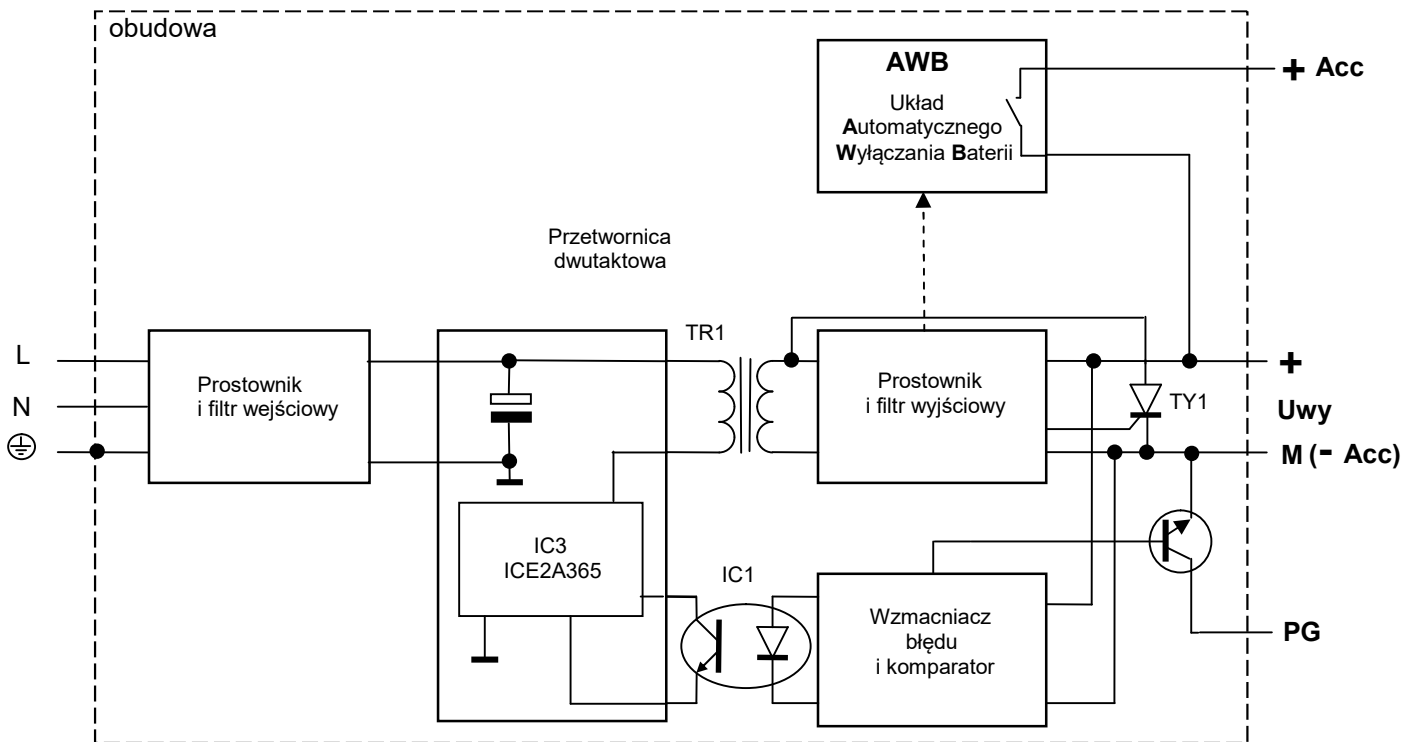 obudowa
AWB
Układ
Automatycznego
Wyłączania Baterii
+ Acc
Przetwornica
dwutaktowa
TR1
L
N
Prostownik
i filtr wejściowy
Prostownik
i filtr wyjściowy
TY1
+
Uwy
M (- Acc)
IC3
ICE2A365
IC1
Wzmacniacz
błędu
i komparator
PG